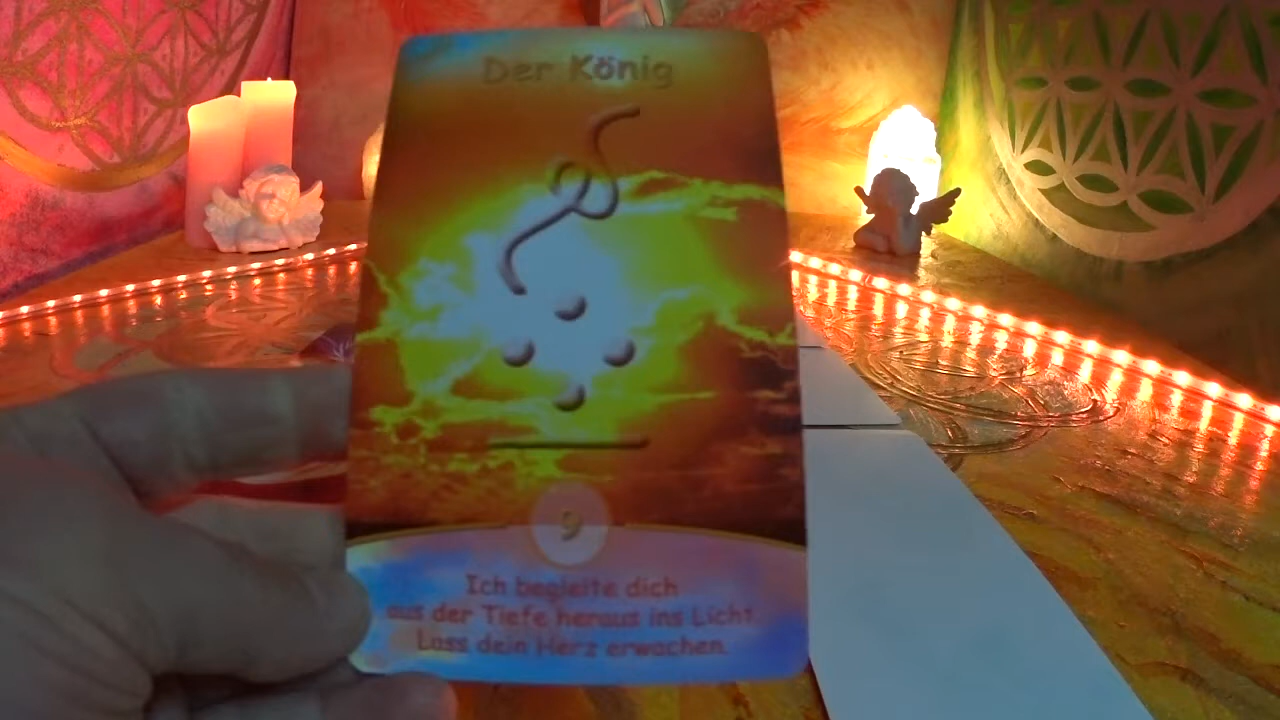 Der König
9
Ich begleite dich
aus der Tiefe heraus ins Licht.
Lass dein Herz erwachen.